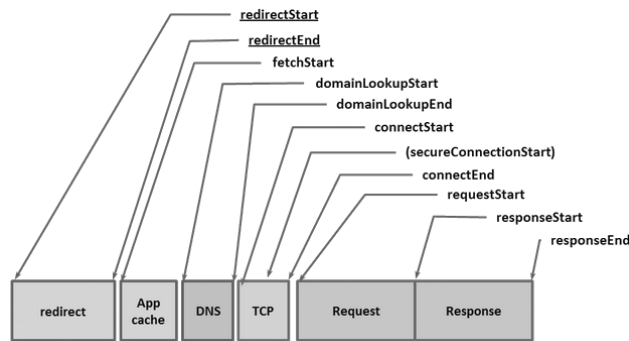 redirectStart
redirectEnd
fetchStart
domainLookupStart
domainLookupEnd
connectStart
(secureConnectionStart)
connectEnd
requestStart
responseStart
responseEnd
redirect
App
cache
DNS
TCP
Request
Response